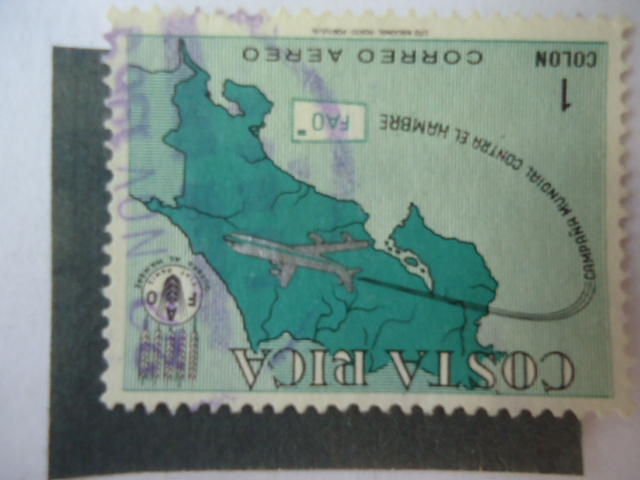 COSTA RICA
F A O
CAMPAÑA MUNDIAL CONTRA EL HAMBRE
FAO
1
COLON
CORREO AEREO